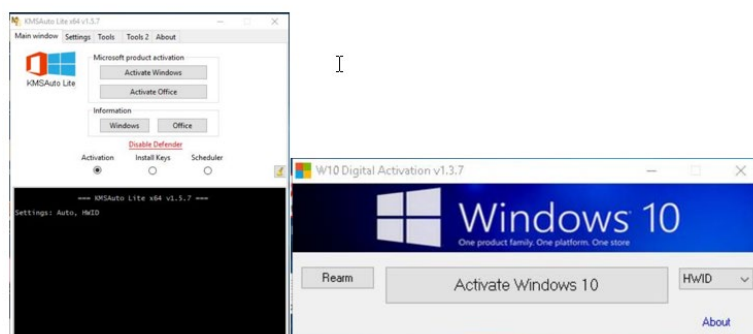 KMSAuto Lite x64 v1.5.7
Main window Settings Tools Tools 2 About
Microsoft product activation
Activate Windows
KMSAuto Lite
Activate Office
Information
Windows Office
Disable Defender
Activation Install Keys Scheduler
=== KMSAuto Lite x64 v1.5.7 ===
Settings: Auto, HWID
W10 Digital Activation v1.3.7
Windows 10
One product family. One platform. One store
Rearm Activate Windows 10 HWID
About